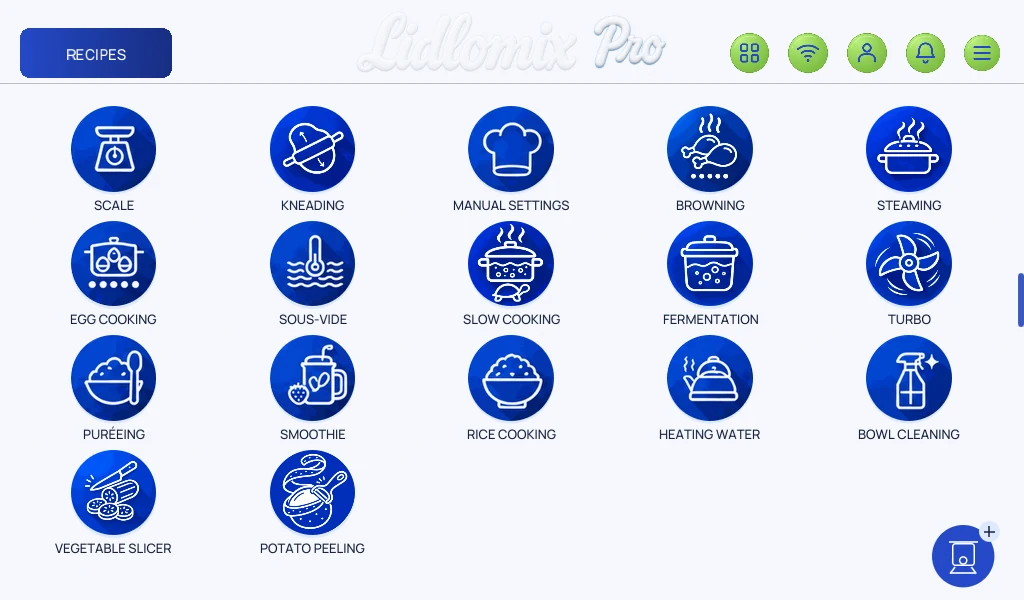 RECIPES
Lidlomix Pro
SCALE
KNEADING
MANUAL SETTINGS
BROWNING
STEAMING
EGG COOKING
SOUS-VIDE
SLOW COOKING
FERMENTATION
TURBO
PURÉEING
SMOOTHIE
RICE COOKING
HEATING WATER
BOWL CLEANING
VEGETABLE SLICER
POTATO PEELING